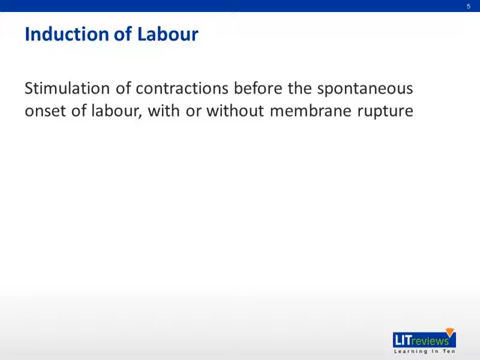 5
Induction of Labour
Stimulation of contractions before the spontaneous
onset of labour, with or without membrane rupture
LITreviews
Learning In Ten